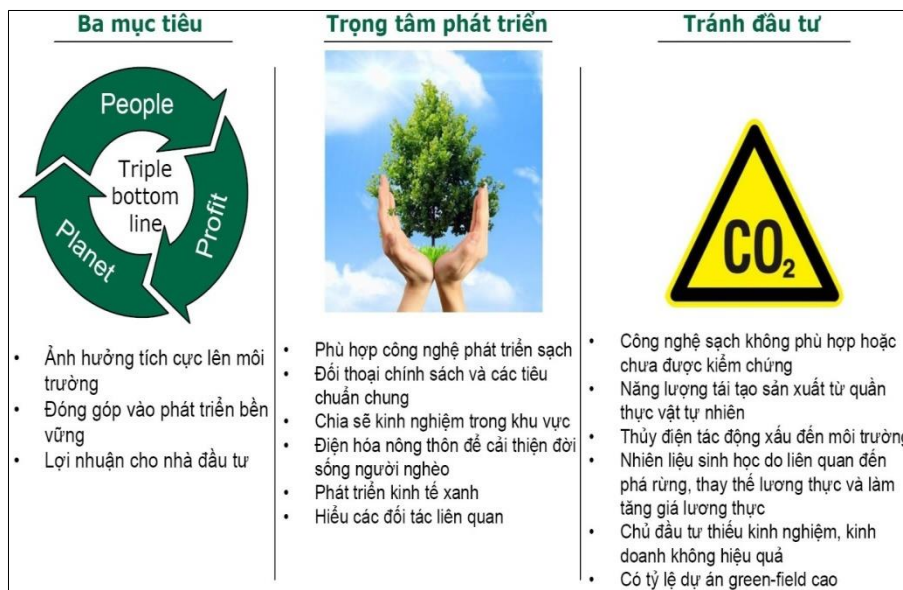 Ba mục tiêu
People
Triple
bottom
line
Profit
Planet
• Ảnh hưởng tích cực lên môi
trường
• Đóng góp vào phát triển bền
vững
• Lợi nhuận cho nhà đầu tư
Trọng tâm phát triển
• Phù hợp công nghệ phát triển sạch
• Đối thoại chính sách và các tiêu
chuẩn chung
• Chia sẽ kinh nghiệm trong khu vực
• Điện hóa nông thôn để cải thiện đời
sống người nghèo
• Phát triển kinh tế xanh
• Hiểu các đối tác liên quan
Tránh đầu tư
CO₂
• Công nghệ sạch không phù hợp hoặc
chưa được kiểm chứng
• Năng lượng tái tạo sản xuất từ quần
thực vật tự nhiên
• Thủy điện tác động xấu đến môi trường
• Nhiên liệu sinh học do liên quan đến
phá rừng, thay thế lương thực và làm
tăng giá lương thực
• Chủ đầu tư thiếu kinh nghiệm, kinh
doanh không hiệu quả
• Có tỷ lệ dự án green-field cao